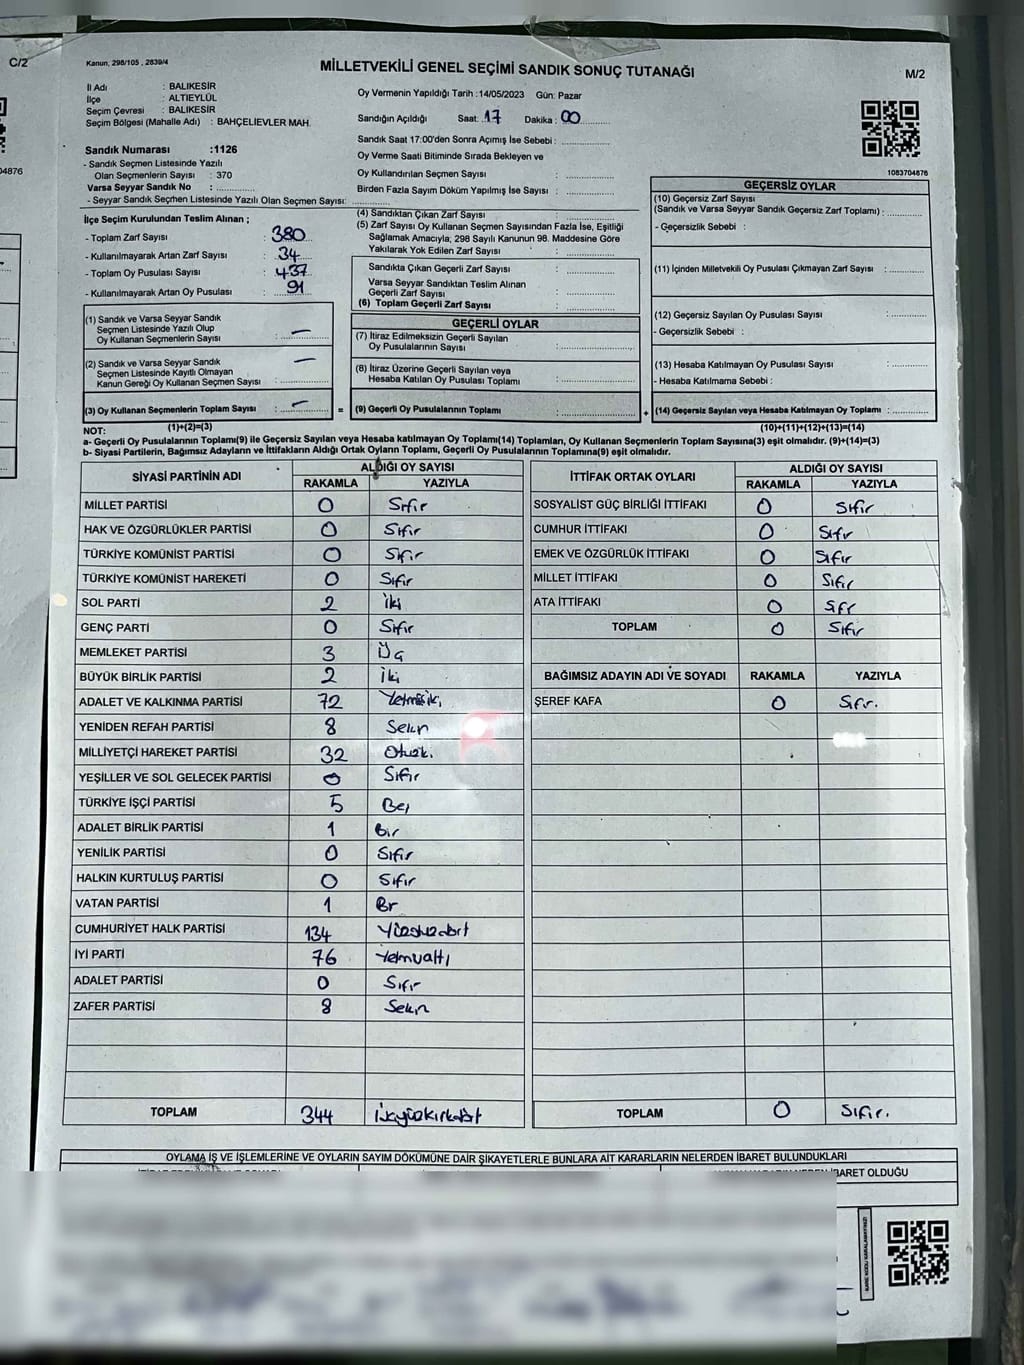 C/2
04876
Kanun, 298/105 , 2839/4
MİLLETVEKİLİ GENEL SEÇİMİ SANDIK SONUÇ TUTANAĞI
M/2
İl Adı : BALIKESİR
İlçe : ALTIEYLÜL
Seçim Çevresi : BALIKESİR
Seçim Bölgesi (Mahalle Adı) : BAHÇELİEVLER MAH.
Sandık Numarası :1126
- Sandık Seçmen Listesinde Yazılı
Olan Seçmenlerin Sayısı : 370
Varsa Seyyar Sandık No :
- Seyyar Sandık Seçmen Listesinde Yazılı Olan Seçmen Sayısı:
İlçe Seçim Kurulundan Teslim Alınan ;
- Toplam Zarf Sayısı : 380
- Kullanılmayarak Artan Zarf Sayısı : 34
- Toplam Oy Pusulası Sayısı : 437
- Kullanılmayarak Artan Oy Pusulası : 91
(1) Sandık ve Varsa Seyyar Sandık
Seçmen Listesinde Yazılı Olup
Oy Kullanan Seçmenlerin Sayısı : —
(2) Sandık ve Varsa Seyyar Sandık
Seçmen Listesinde Kayıtlı Olmayan
Kanun Gereği Oy Kullanan Seçmen Sayısı : —
(3) Oy Kullanan Seçmenlerin Toplam Sayısı : —
(1)+(2)=(3)
Oy Vermenin Yapıldığı Tarih :14/05/2023 Gün: Pazar
Sandığın Açıldığı Saat: 17 Dakika : 00
Sandık Saat 17:00'den Sonra Açımış İse Sebebi :
Oy Verme Saati Bitiminde Sırada Bekleyen ve
Oy Kullandırılan Seçmen Sayısı :
Birden Fazla Sayım Döküm Yapılmış İse Sayısı :
(4) Sandıktan Çıkan Zarf Sayısı :
(5) Zarf Sayısı Oy Kullanan Seçmen Sayısından Fazla İse, Eşitliği
Sağlamak Amacıyla, 298 Sayılı Kanunun 98. Maddesine Göre
Yakılarak Yok Edilen Zarf Sayısı :
Sandıkta Çıkan Geçerli Zarf Sayısı :
Varsa Seyyar Sandıktan Teslim Alınan
Geçerli Zarf Sayısı :
(6) Toplam Geçerli Zarf Sayısı :
GEÇERLİ OYLAR
(7) İtiraz Edilmeksizin Geçerli Sayılan
Oy Pusulalarının Sayısı :
(8) İtiraz Üzerine Geçerli Sayılan veya
Hesaba Katılan Oy Pusulası Toplamı :
= (9) Geçerli Oy Pusulalarının Toplamı :
1083704876
GEÇERSİZ OYLAR
(10) Geçersiz Zarf Sayısı
(Sandık ve Varsa Seyyar Sandık Geçersiz Zarf Toplamı) :
- Geçersizlik Sebebi :
(11) İçinden Milletvekili Oy Pusulası Çıkmayan Zarf Sayısı :
(12) Geçersiz Sayılan Oy Pusulası Sayısı :
- Geçersizlik Sebebi :
(13) Hesaba Katılmayan Oy Pusulası Sayısı :
- Hesaba Katılmama Sebebi :
+ (14) Geçersiz Sayılan veya Hesaba Katılmayan Oy Toplamı :
(10)+(11)+(12)+(13)=(14)
NOT:
a- Geçerli Oy Pusulalarının Toplamı(9) ile Geçersiz Sayılan veya Hesaba katılmayan Oy Toplamı(14) Toplamları, Oy Kullanan Seçmenlerin Toplam Sayısına(3) eşit olmalıdır. (9)+(14)=(3)
b- Siyasi Partilerin, Bağımsız Adayların ve İttifakların Aldığı Ortak Oyların Toplamı, Geçerli Oy Pusulalarının Toplamına(9) eşit olmalıdır.
SİYASİ PARTİNİN ADI ALDIĞI OY SAYISI
RAKAMLA YAZIYLA
MİLLET PARTİSİ 0 Sıfır
HAK VE ÖZGÜRLÜKLER PARTİSİ 0 Sıfır
TÜRKİYE KOMÜNİST PARTİSİ 0 Sıfır
TÜRKİYE KOMÜNİST HAREKETİ 0 Sıfır
SOL PARTİ 2 İki
GENÇ PARTİ 0 Sıfır
MEMLEKET PARTİSİ 3 Üç
BÜYÜK BİRLİK PARTİSİ 2 İki
ADALET VE KALKINMA PARTİSİ 72
YENİDEN REFAH PARTİSİ 8 Sekiz
MİLLİYETÇİ HAREKET PARTİSİ 32
YEŞİLLER VE SOL GELECEK PARTİSİ 0 Sıfır
TÜRKİYE İŞÇİ PARTİSİ 5 Beş
ADALET BİRLİK PARTİSİ 1 Bir
YENİLİK PARTİSİ 0 Sıfır
HALKIN KURTULUŞ PARTİSİ 0 Sıfır
VATAN PARTİSİ 1 Br
CUMHURİYET HALK PARTİSİ 134
İYİ PARTİ 76
ADALET PARTİSİ 0 Sıfır
ZAFER PARTİSİ 8 Sekiz
TOPLAM 344
İTTİFAK ORTAK OYLARI ALDIĞI OY SAYISI
RAKAMLA YAZIYLA
SOSYALİST GÜÇ BİRLİĞİ İTTİFAKI 0 Sıfır
CUMHUR İTTİFAKI 0 Sıfır
EMEK VE ÖZGÜRLÜK İTTİFAKI 0 Sıfır
MİLLET İTTİFAKI 0 Sıfır
ATA İTTİFAKI 0 Sıfr
TOPLAM 0 Sıfır
BAĞIMSIZ ADAYIN ADI VE SOYADI RAKAMLA YAZIYLA
ŞEREF KAFA 0 Sıfır.
TOPLAM 0 Sıfır.
OYLAMA İŞ VE İŞLEMLERİNE VE OYLARIN SAYIM DÖKÜMÜNE DAİR ŞİKAYETLERLE BUNLARA AİT KARARLARIN NELERDEN İBARET BULUNDUKLARI
İBARET OLDUĞU